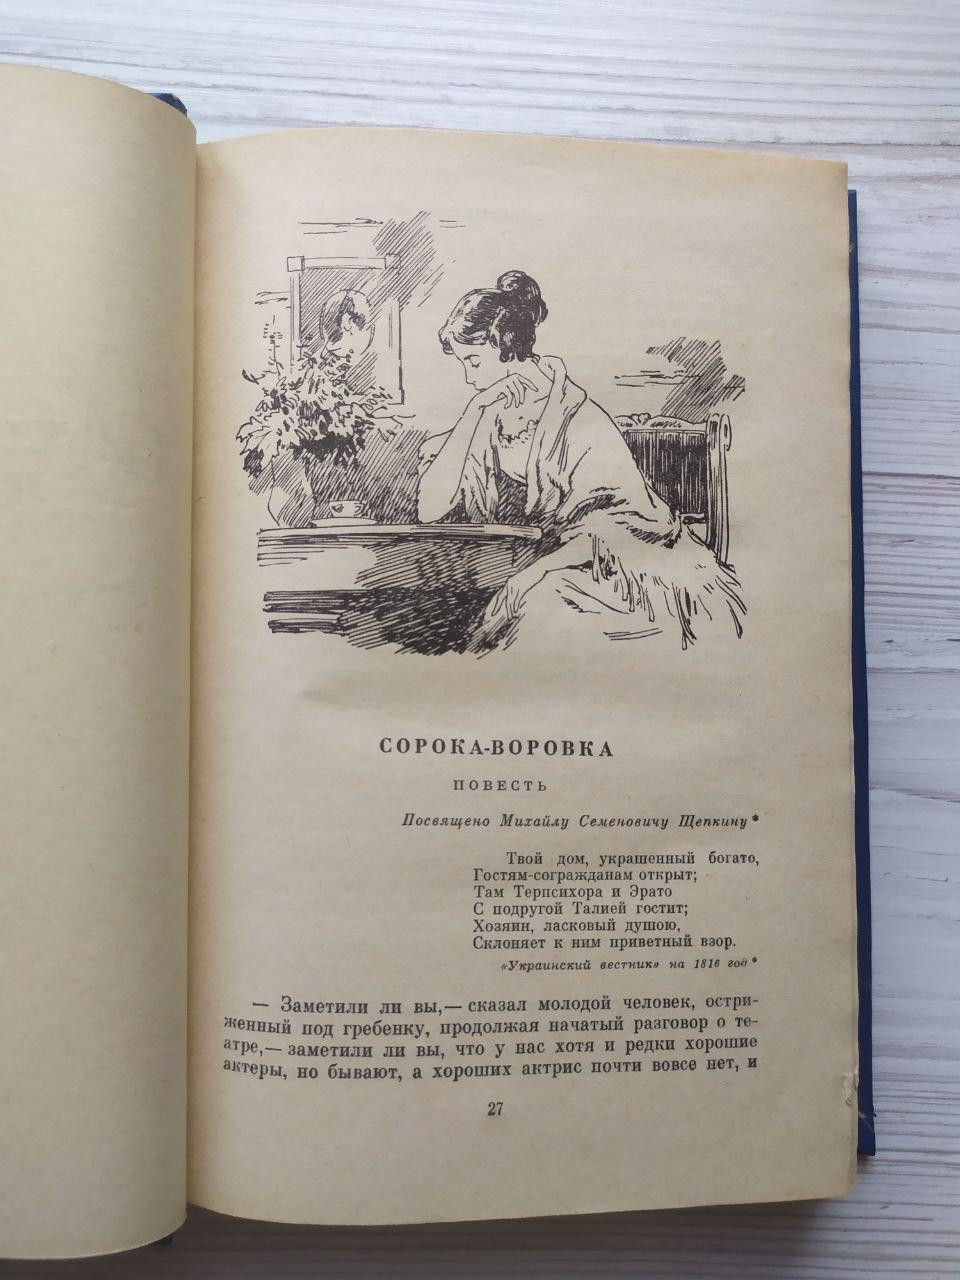 СОРОКА-ВОРОВКА
ПОВЕСТЬ
Посвящено Михайлу Семеновичу Щепкину*
Твой дом, украшенный богато,
Гостям-согражданам открыт;
Там Терпсихора и Эрато
С подругой Талией гостит;
Хозяин, ласковый душою,
Склоняет к ним приветный взор.
«Украинский вестник» на 1816 год*
— Заметили ли вы,— сказал молодой человек, остри-
женный под гребенку, продолжая начатый разговор о те-
атре,— заметили ли вы, что у нас хотя и редки хорошие
актеры, но бывают, а хороших актрис почти вовсе нет, и
27